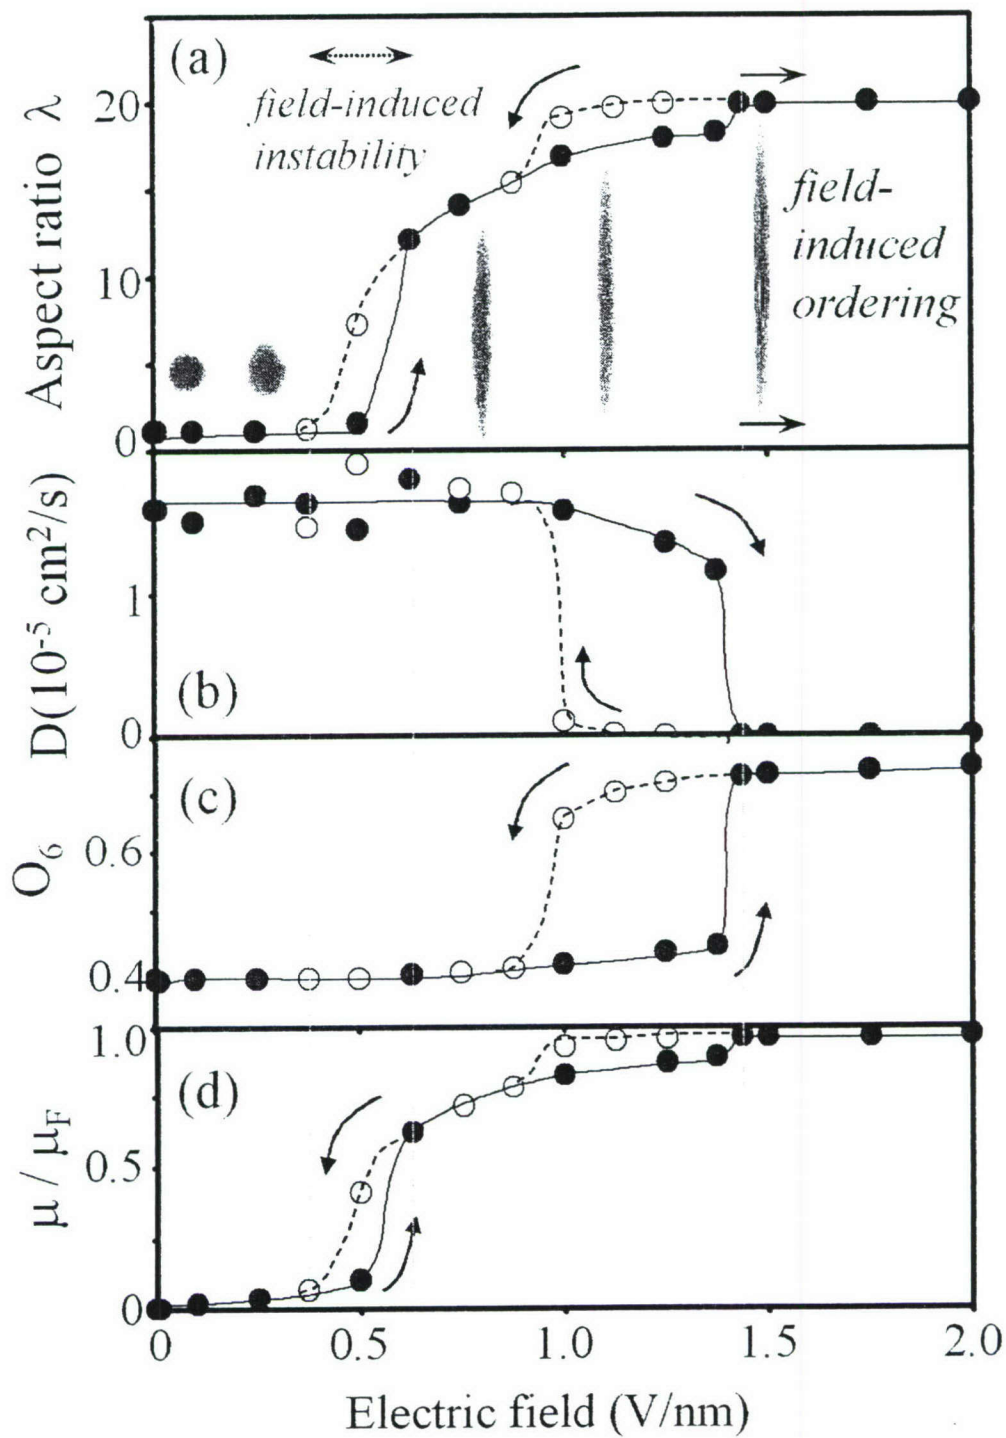 (a)
field-induced
instability
field-
induced
ordering
Aspect ratio λ
20
10
0
(b)
D(10⁻⁵ cm²/s)
1
0
(c)
O₆
0.6
0.4
(d)
μ / μ_F
1.0
0.5
0
0 0.5 1.0 1.5 2.0
Electric field (V/nm)